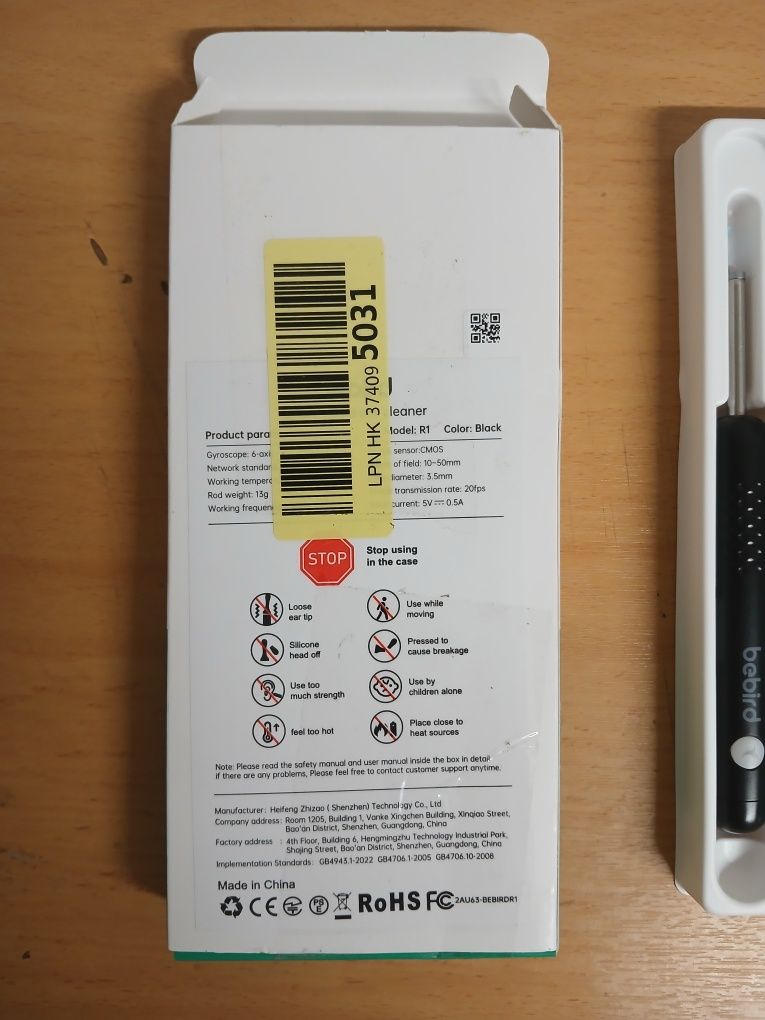 LPN HK 37409 5031
leaner
Product para
odel: R1 Color: Black
Gyroscope: 6-axi
sensor:CMOS
Network standar
of field: 10-50mm
Working tempera
iameter: 3.5mm
Rod weight: 13g
transmission rate: 20fps
Working frequen
current: 5V⎓0.5A
STOP
Stop using
in the case
Loose
ear tip
Use while
moving
Silicone
head off
Pressed to
cause breakage
Use too
much strength
Use by
children alone
feel too hot
Place close to
heat sources
Note: Please read the safety manual and user manual inside the box in detail
if there are any problems, Please feel free to contact customer support anytime.
Manufacturer: Heifeng Zhizao ( Shenzhen) Technology Co., Ltd
Company address: Room 1205, Building 1, Vanke Xingchen Building, Xinqiao Street,
Bao'an District, Shenzhen, Guangdong, China
Factory address : 4th Floor, Building 6, Hengmingzhu Technology Industrial Park,
Shajing Street, Bao'an District, Shenzhen, Guangdong, China
Implementation Standards: GB4943.1-2022 GB4706.1-2005 GB4706.10-2008
Made in China
CE PSE RoHS FC 2AU63-BEBIRDR1
bebird